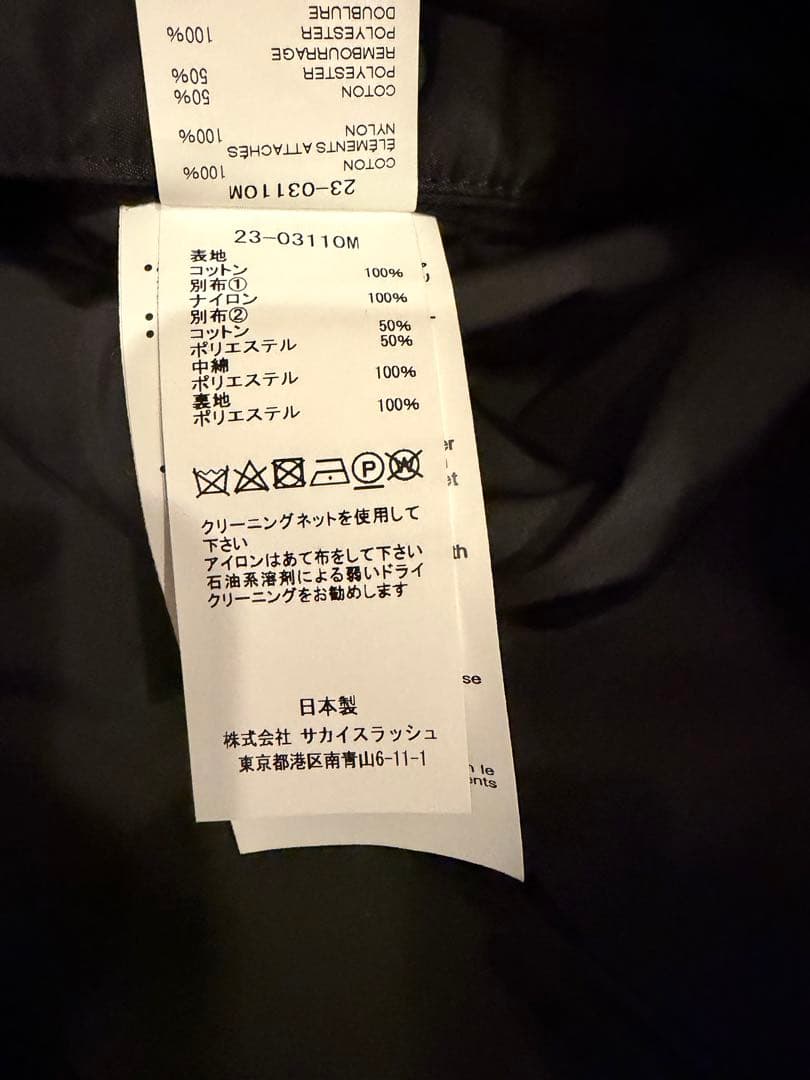 DOUBLURE
POLYESTER 100%
REMBOURRAGE
POLYESTER 50%
COTON 50%
NYLON 100%
ÉLÉMENTS ATTACHÉS
COTON 100%
23-03110M
23-03110M
表地
コットン 100%
別布①
ナイロン 100%
別布②
コットン 50%
ポリエステル 50%
中綿
ポリエステル 100%
裏地
ポリエステル 100%
P W
クリーニングネットを使用して
下さい
アイロンはあて布をして下さい
石油系溶剤による弱いドライ
クリーニングをお勧めします
日本製
株式会社 サカイスラッシュ
東京都港区南青山6-11-1